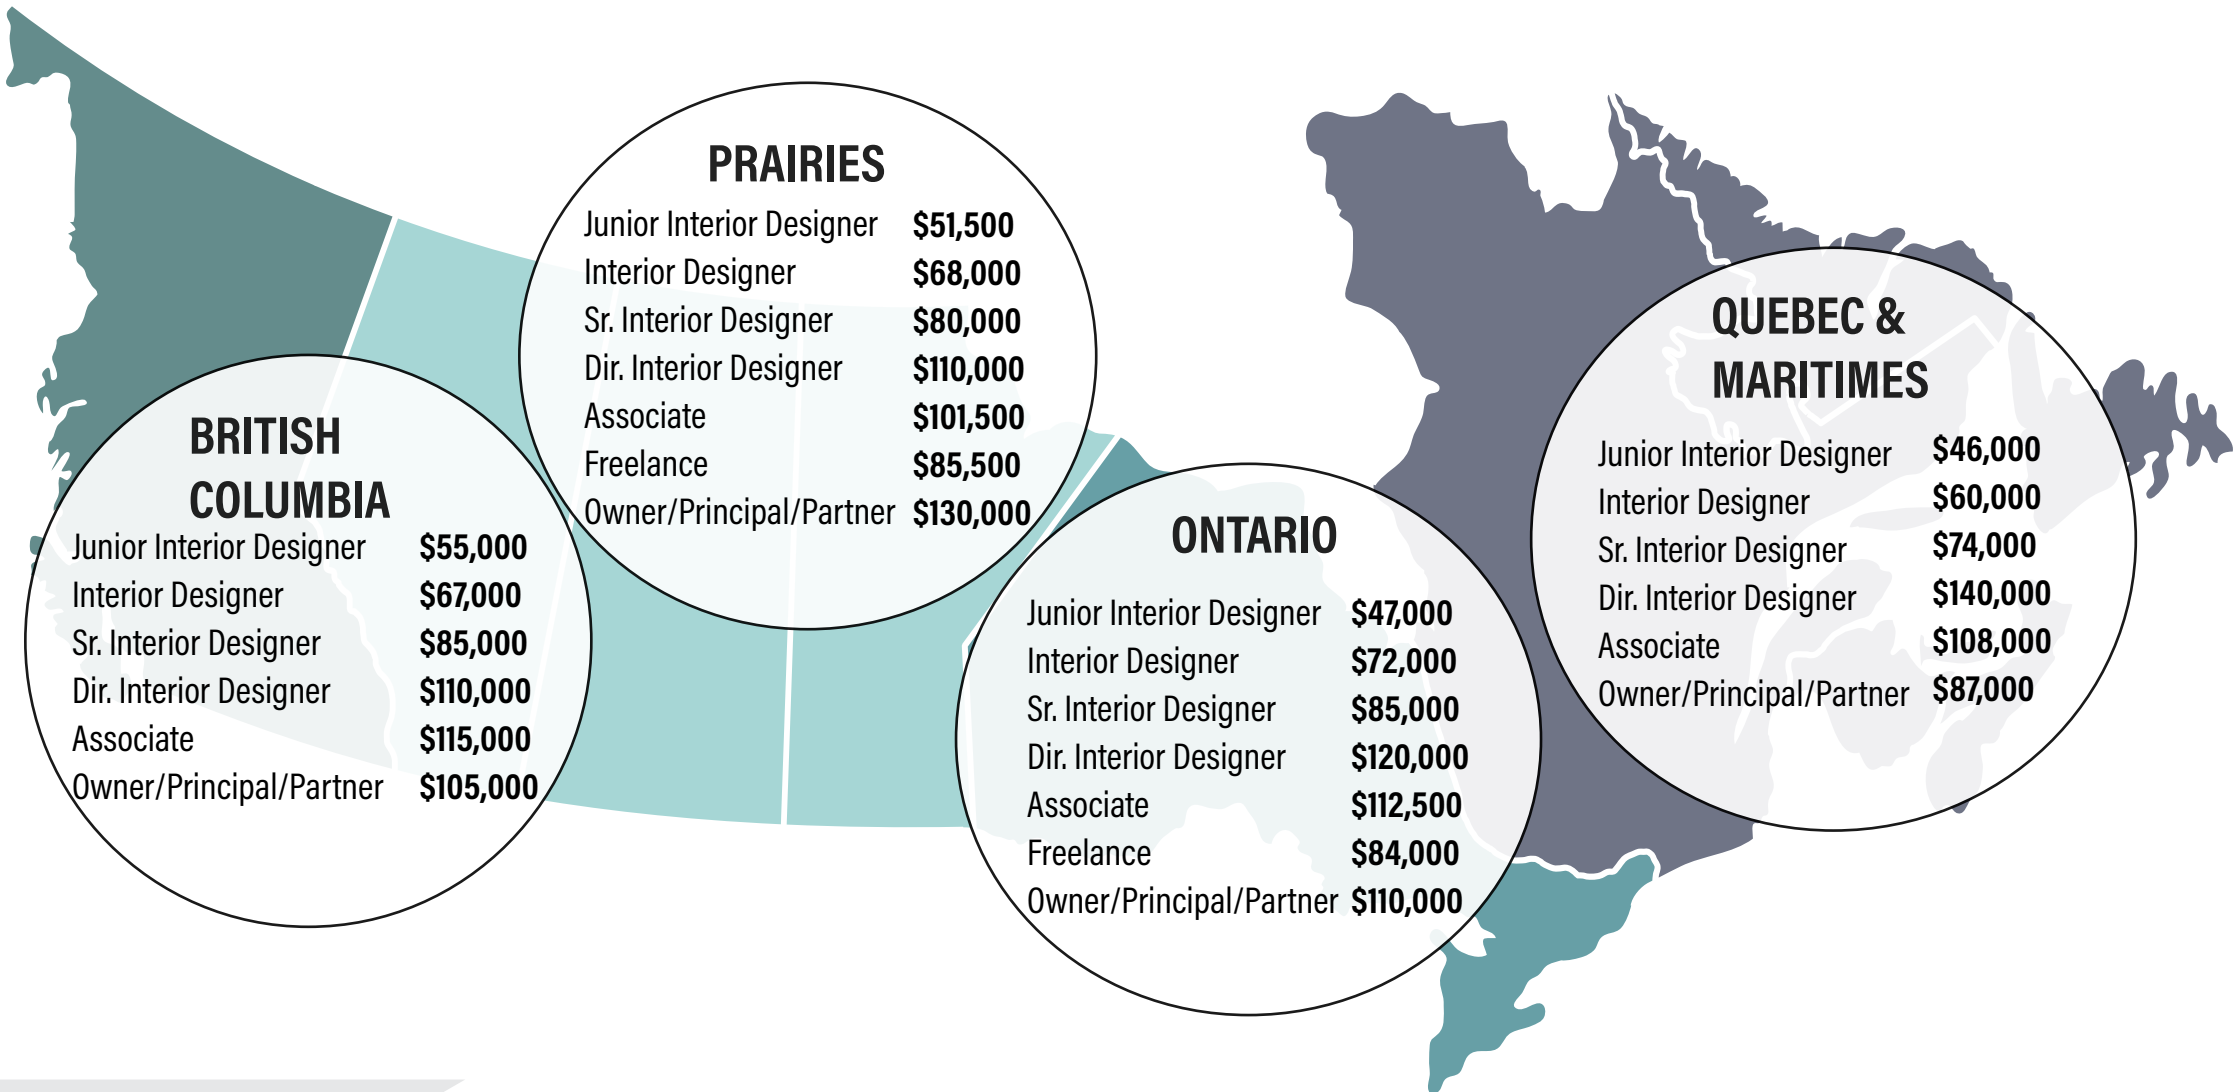 PRAIRIES
Junior Interior Designer $51,500
Interior Designer $68,000
Sr. Interior Designer $80,000
Dir. Interior Designer $110,000
Associate $101,500
Freelance $85,500
Owner/Principal/Partner $130,000
BRITISH
COLUMBIA
Junior Interior Designer $55,000
Interior Designer $67,000
Sr. Interior Designer $85,000
Dir. Interior Designer $110,000
Associate $115,000
Owner/Principal/Partner $105,000
ONTARIO
Junior Interior Designer $47,000
Interior Designer $72,000
Sr. Interior Designer $85,000
Dir. Interior Designer $120,000
Associate $112,500
Freelance $84,000
Owner/Principal/Partner $110,000
QUEBEC &
MARITIMES
Junior Interior Designer $46,000
Interior Designer $60,000
Sr. Interior Designer $74,000
Dir. Interior Designer $140,000
Associate $108,000
Owner/Principal/Partner $87,000